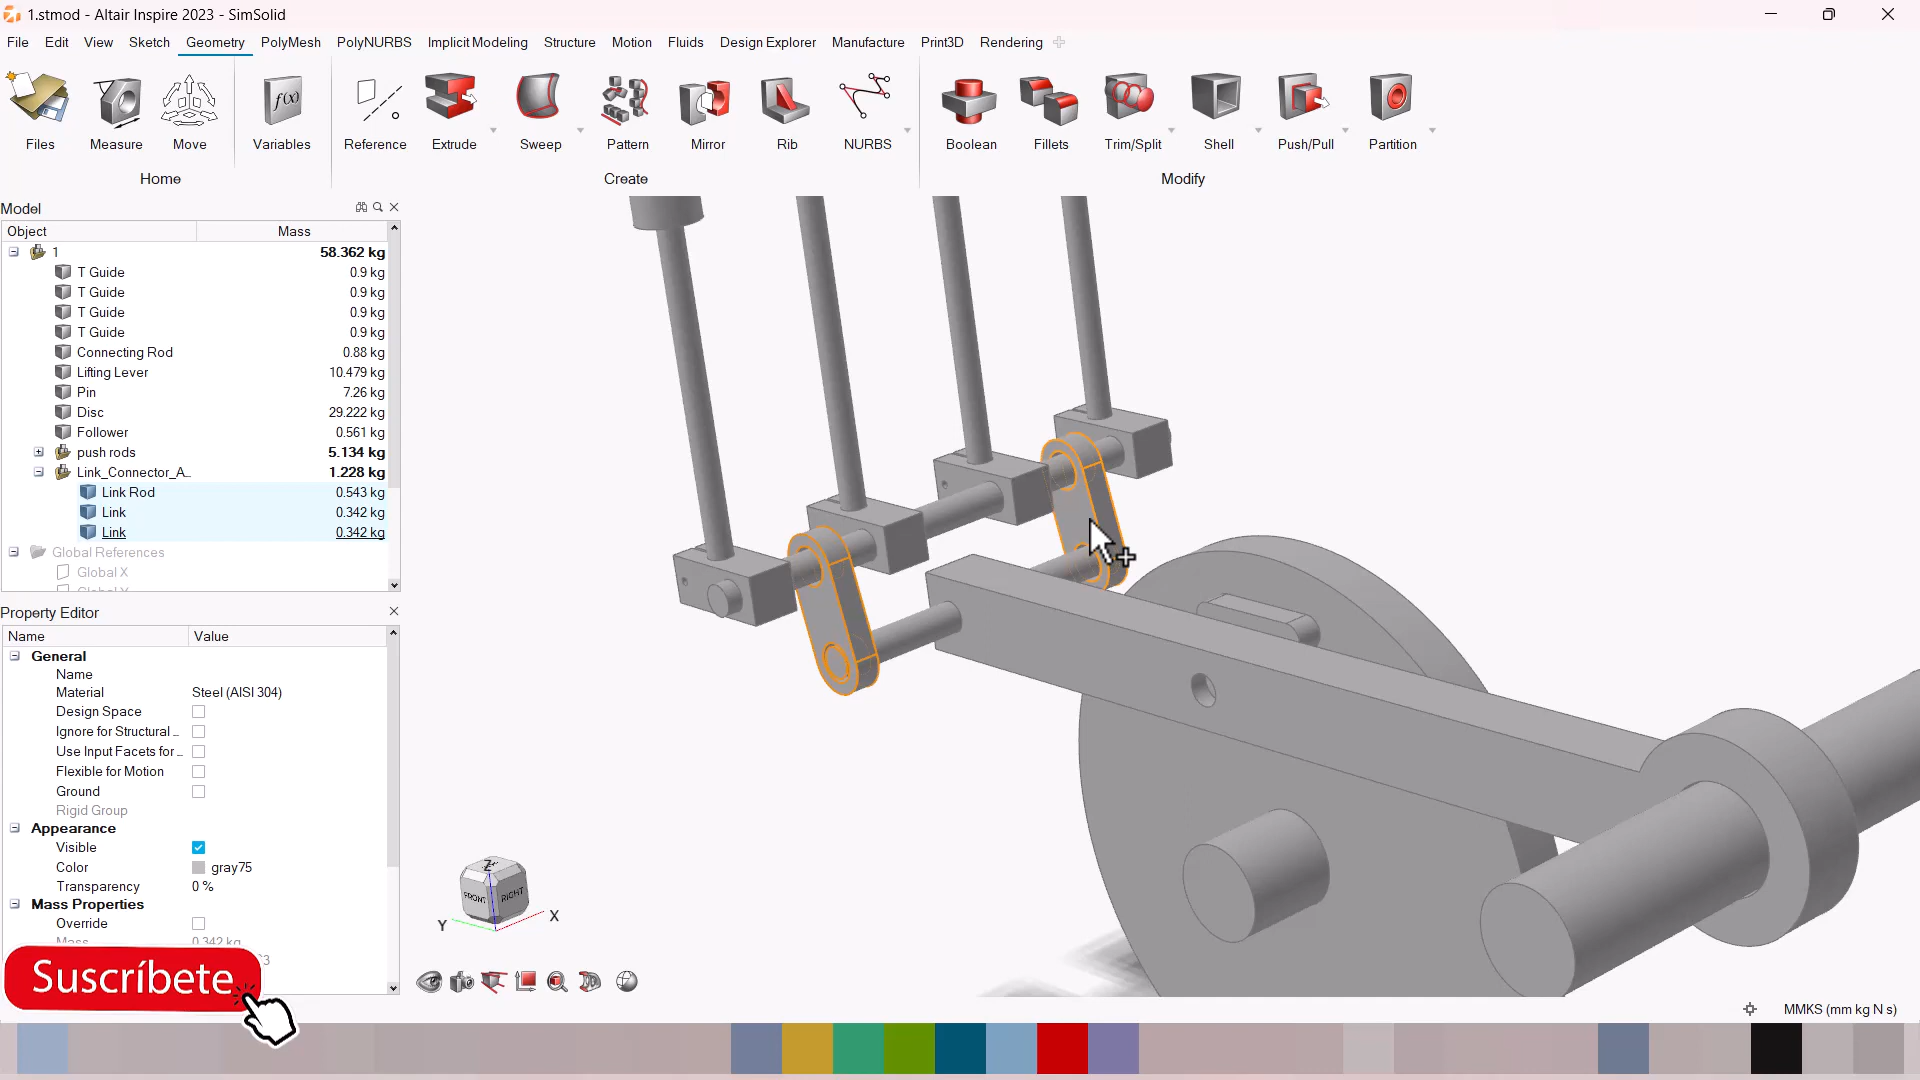 1.stmod - Altair Inspire 2023 - SimSolid
File Edit View Sketch Geometry PolyMesh PolyNURBS Implicit Modeling Structure Motion Fluids Design Explorer Manufacture Print3D Rendering
Files Measure Move Variables Reference Extrude Sweep Pattern Mirror Rib NURBS Boolean Fillets Trim/Split Shell Push/Pull Partition
Home Create Modify
Model
Object Mass
1 58.362 kg
T Guide 0.9 kg
T Guide 0.9 kg
T Guide 0.9 kg
T Guide 0.9 kg
Connecting Rod 0.88 kg
Lifting Lever 10.479 kg
Pin 7.26 kg
Disc 29.222 kg
Follower 0.561 kg
push rods 5.134 kg
Link_Connector_A... 1.228 kg
Link Rod 0.543 kg
Link 0.342 kg
Link 0.342 kg
Global References
Global X
Property Editor
Name Value
General
Name
Material Steel (AISI 304)
Design Space
Ignore for Structural ...
Use Input Facets for ...
Flexible for Motion
Ground
Rigid Group
Appearance
Visible
Color gray75
Transparency 0 %
Mass Properties
Override
Mass 0.342 kg
Suscríbete
Z
FRONT RIGHT
Y X
MMKS (mm kg N s)